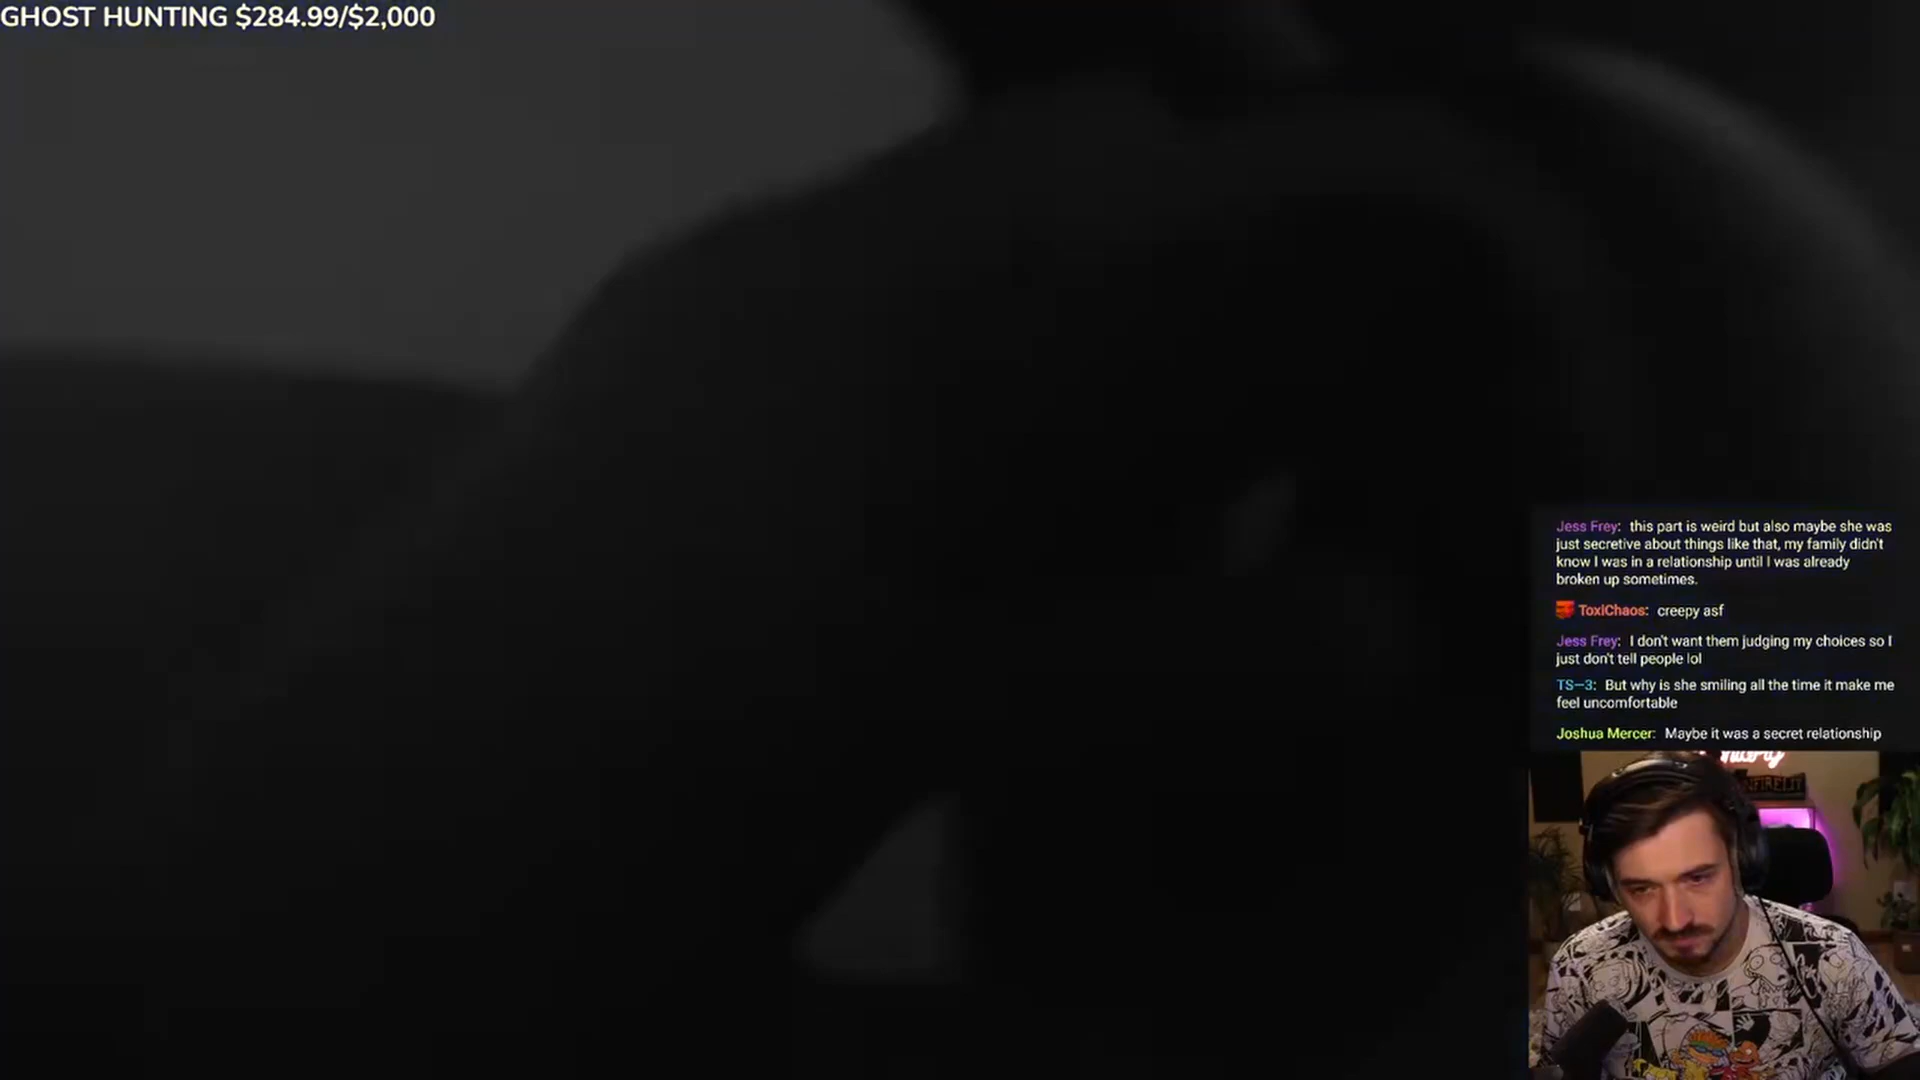 GHOST HUNTING $284.99/$2,000
Jess Frey: this part is weird but also maybe she was
just secretive about things like that, my family didn't
know I was in a relationship until I was already
broken up sometimes.
ToxiChaos: creepy asf
Jess Frey: I don't want them judging my choices so I
just don't tell people lol
TS-3: But why is she smiling all the time it make me
feel uncomfortable
Joshua Mercer: Maybe it was a secret relationship